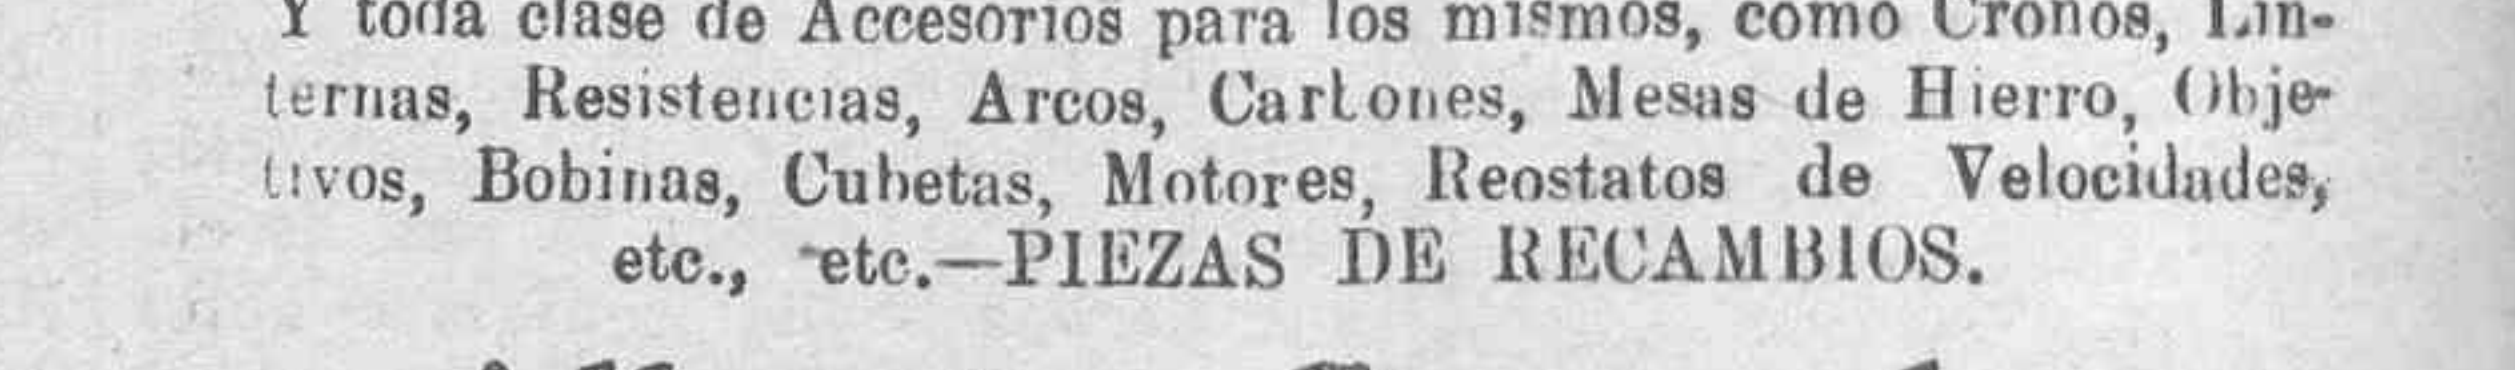 Y toda clase de Accesorios para los mismos, como Cronos, Lin-
ternas, Resistencias, Arcos, Carbones, Mesas de Hierro, Obje-
tivos, Bobinas, Cubetas, Motores, Reostatos de Velocidades,
etc., etc.—PIEZAS DE RECAMBIOS.